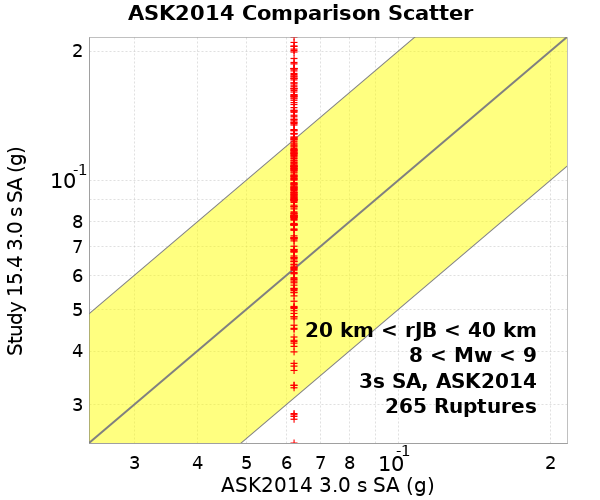 ASK2014 Comparison Scatter
Study 15.4 3.0 s SA (g)
2
10-1
8
7
6
5
4
3
20 km < rJB < 40 km
8 < Mw < 9
3s SA, ASK2014
265 Ruptures
3 4 5 6 7 8 10-1 2
ASK2014 3.0 s SA (g)